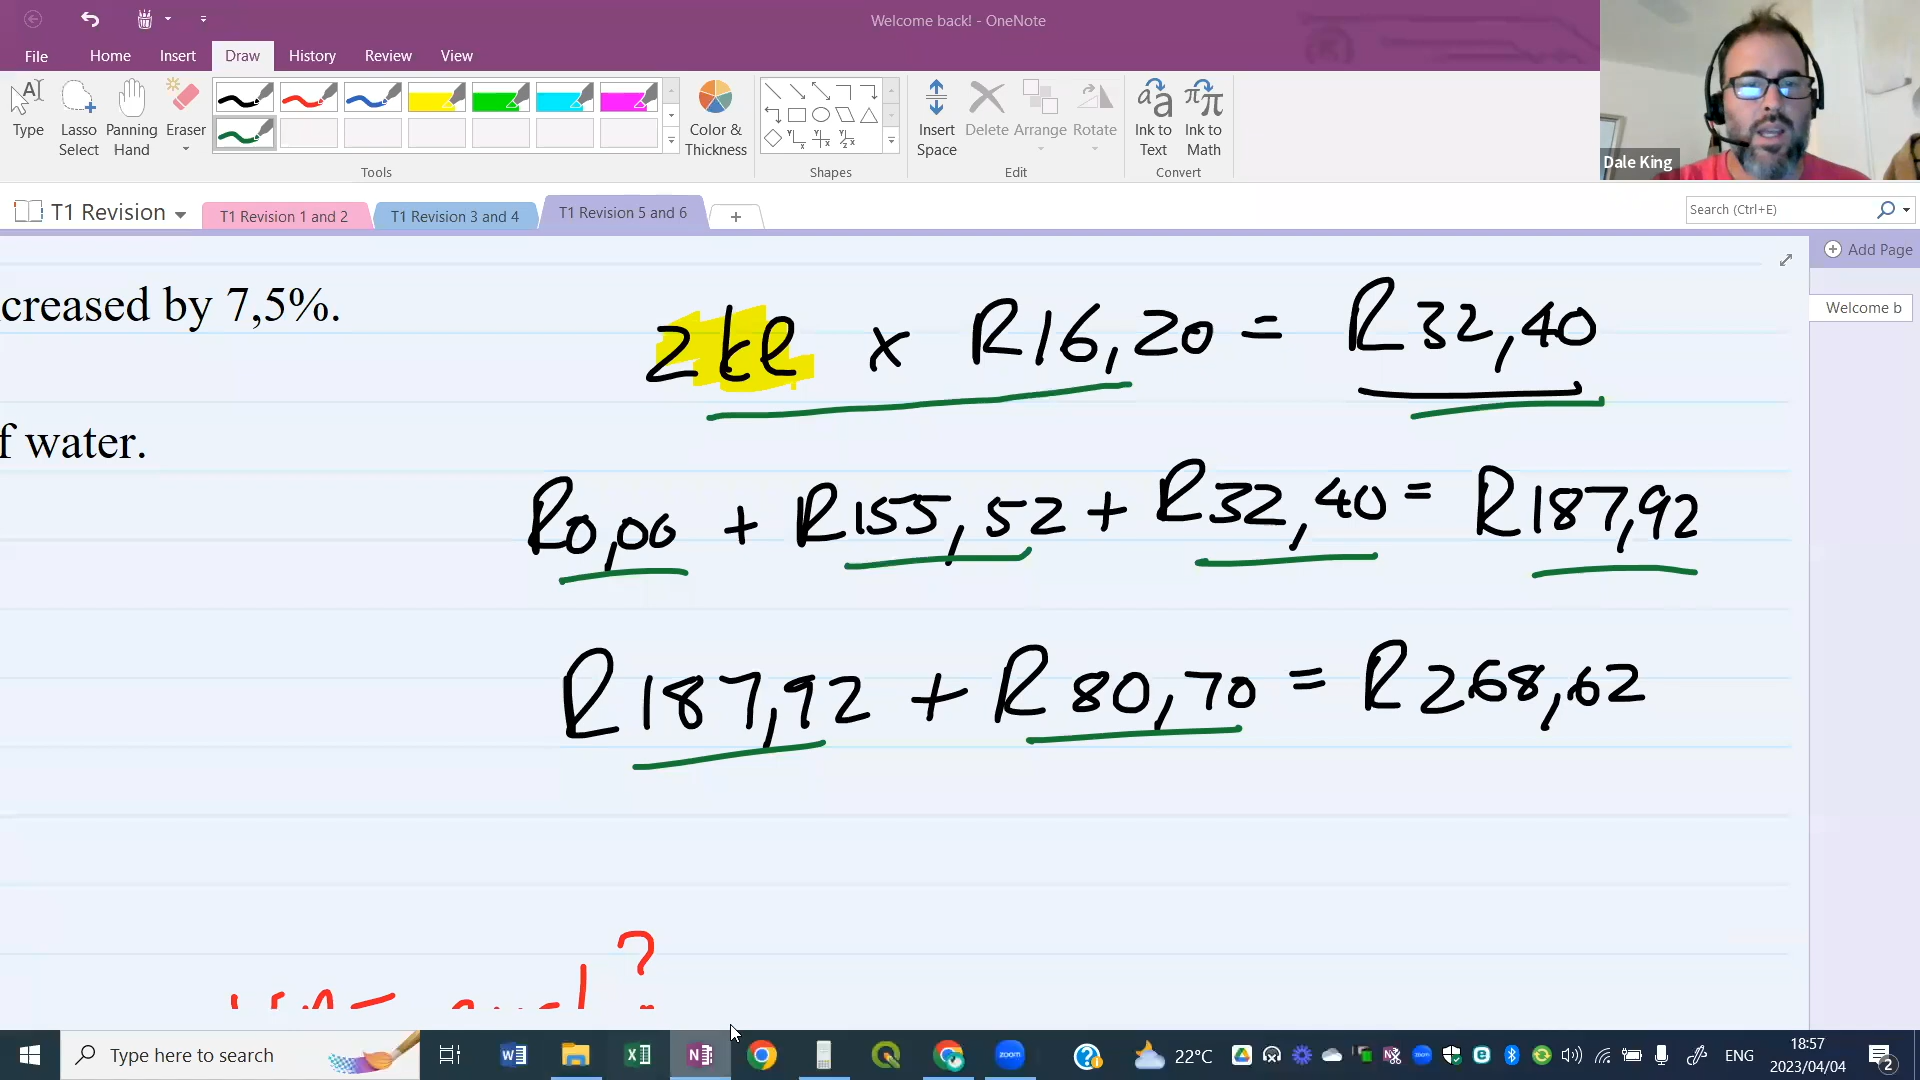 Welcome back! - OneNote
File Home Insert Draw History Review View
Type
Lasso Select
Panning Hand
Eraser
Color & Thickness
Insert Space
Delete
Arrange
Rotate
Ink to Text
Ink to Math
Tools
Shapes
Edit
Convert
Dale King
T1 Revision
T1 Revision 1 and 2
T1 Revision 3 and 4
T1 Revision 5 and 6
Search (Ctrl+E)
Add Page
Welcome b
creased by 7,5%.
2kl x R16,20 = R32,40
f water.
R0,00 + R155,52 + R32,40 = R187,92
R187,92 + R80,70 = R268,62
?
Type here to search
zoom
22°C
ENG
18:57
2023/04/04
2